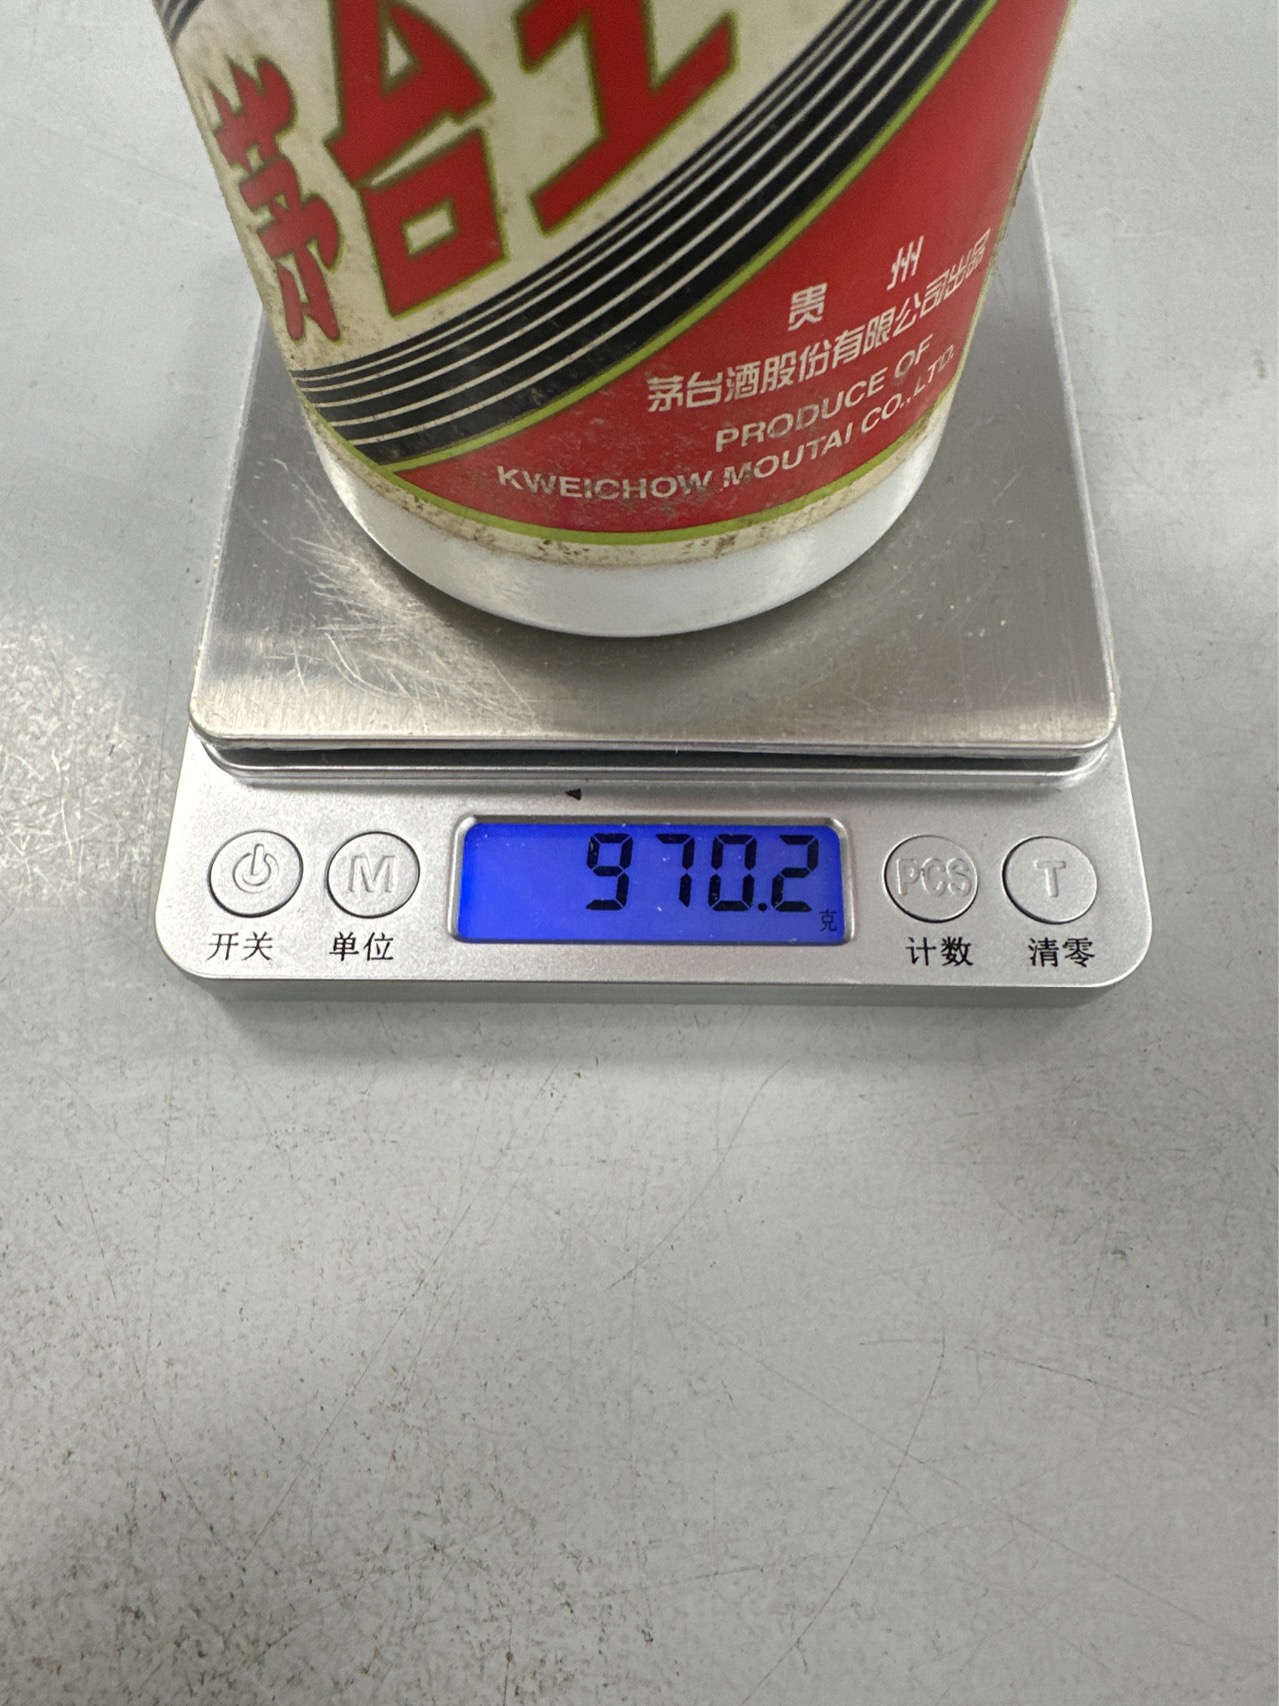 茅台
贵 州
茅台酒股份有限公司出品
PRODUCE OF
KWEICHOW MOUTAI CO.,LTD.
970.2
克
M
PCS
T
开关
单位
计数
清零